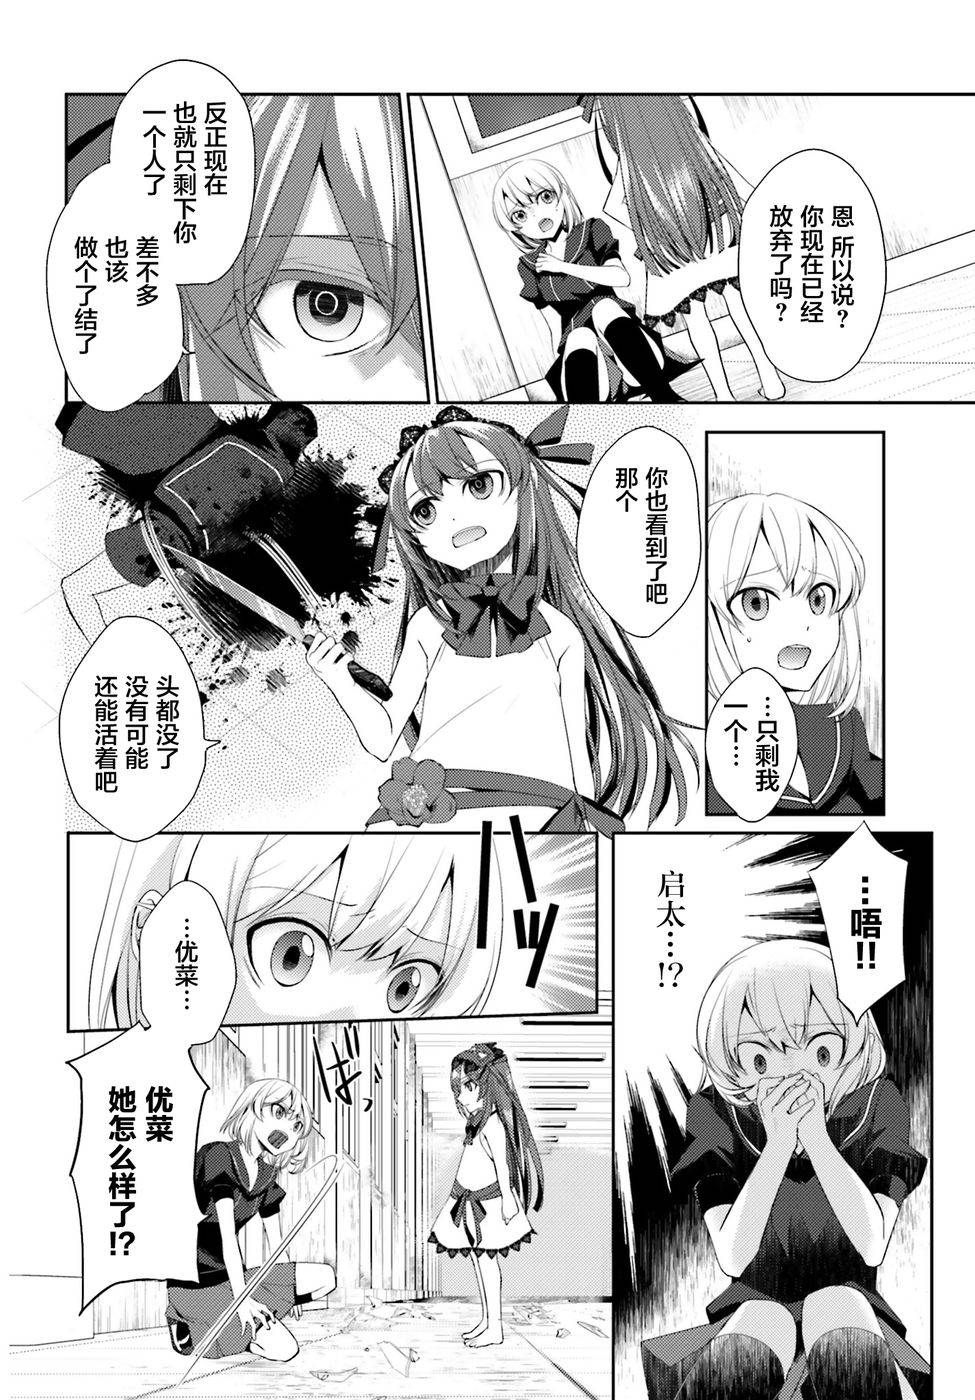 恩 所以说?
你现在已经
放弃了吗?
反正现在
也就只剩下你
一个人了
差不多
也该
做个了结了
…只剩我
一个…
你也看到了吧
那个
头都没了
没有可能
还能活着吧
…唔!!
启太…!?
…优菜…
ばっ
优菜
她怎么样了!?